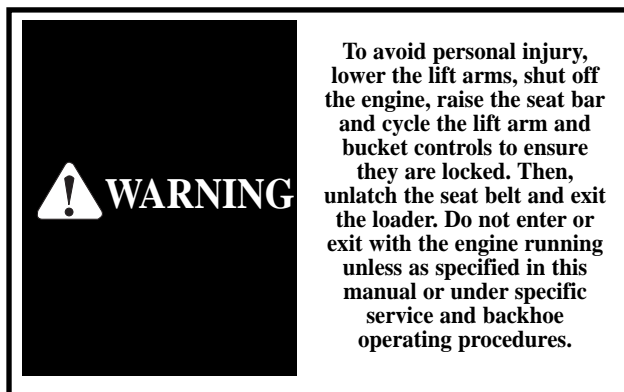 WARNING
To avoid personal injury,
lower the lift arms, shut off
the engine, raise the seat bar
and cycle the lift arm and
bucket controls to ensure
they are locked. Then,
unlatch the seat belt and exit
the loader. Do not enter or
exit with the engine running
unless as specified in this
manual or under specific
service and backhoe
operating procedures.